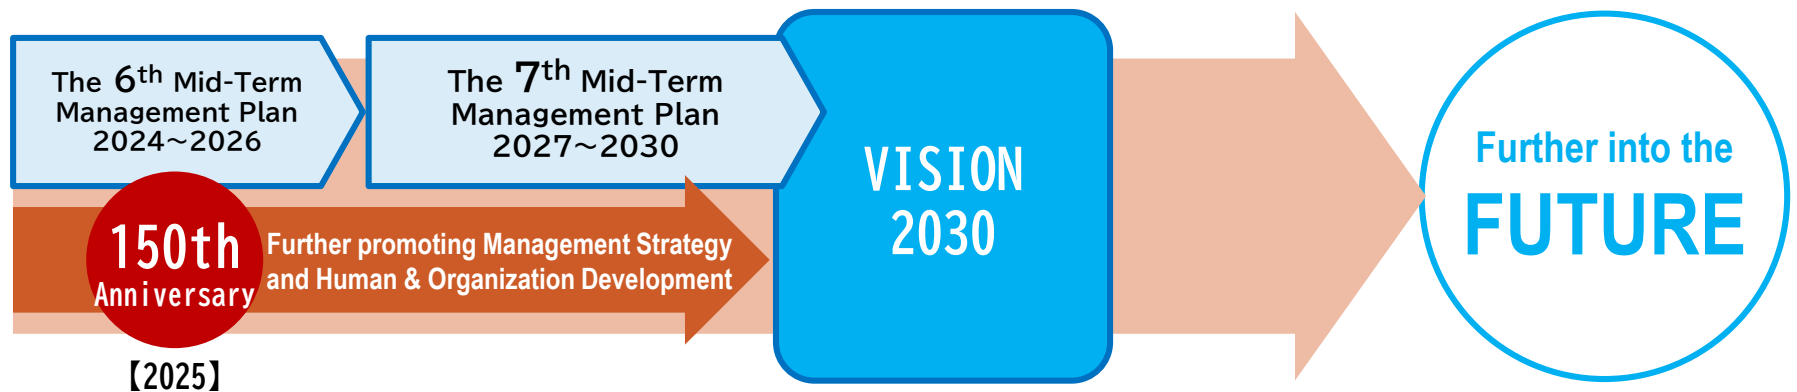 The 6th Mid-Term
Management Plan
2024～2026
The 7th Mid-Term
Management Plan
2027～2030
150th
Anniversary
【2025】
Further promoting Management Strategy
and Human & Organization Development
VISION
2030
Further into the
FUTURE